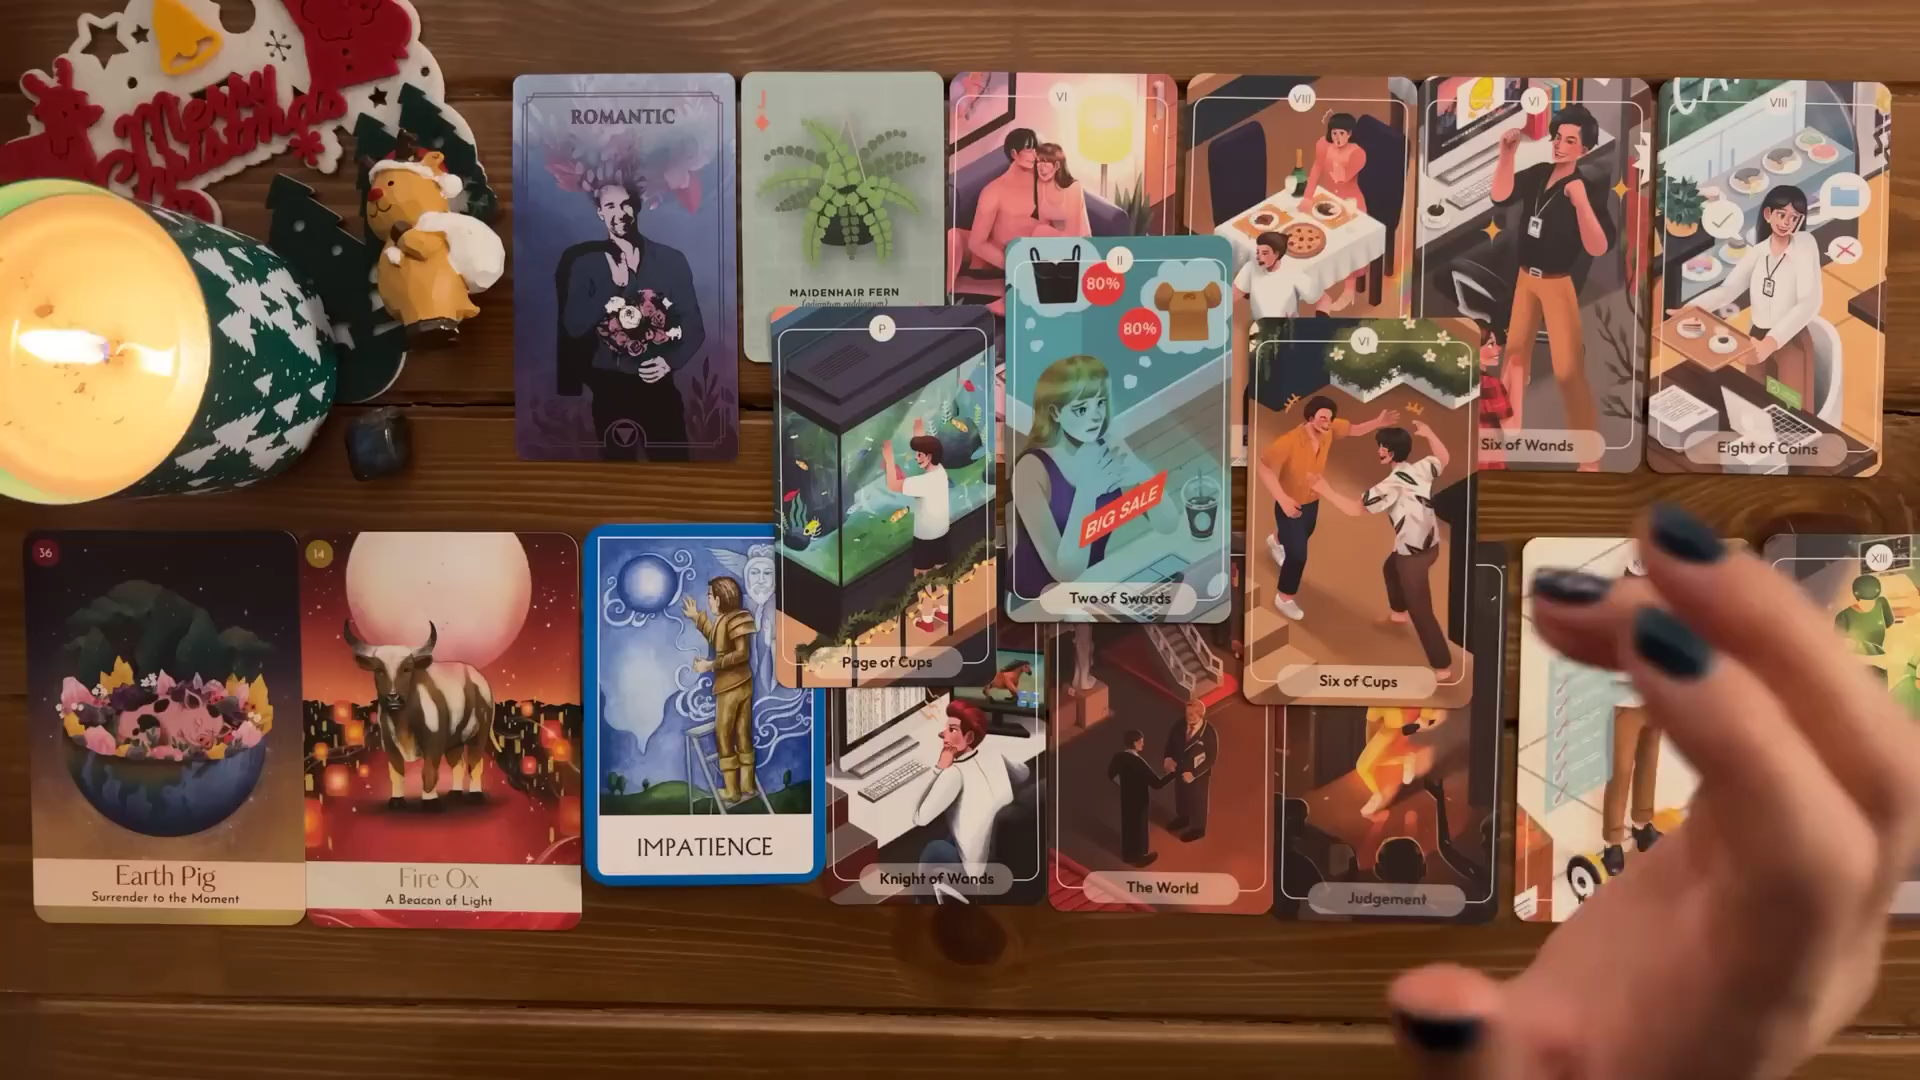 Merry
Christmas
ROMANTIC
J
MAIDENHAIR FERN
VI
VIII
VI
Six of Wands
VIII
Eight of Coins
P
Page of Cups
II
80%
80%
BIG SALE
Two of Swords
VI
Six of Cups
36
Earth Pig
Surrender to the Moment
14
Fire Ox
A Beacon of Light
IMPATIENCE
Knight of Wands
The World
Judgement
XIII